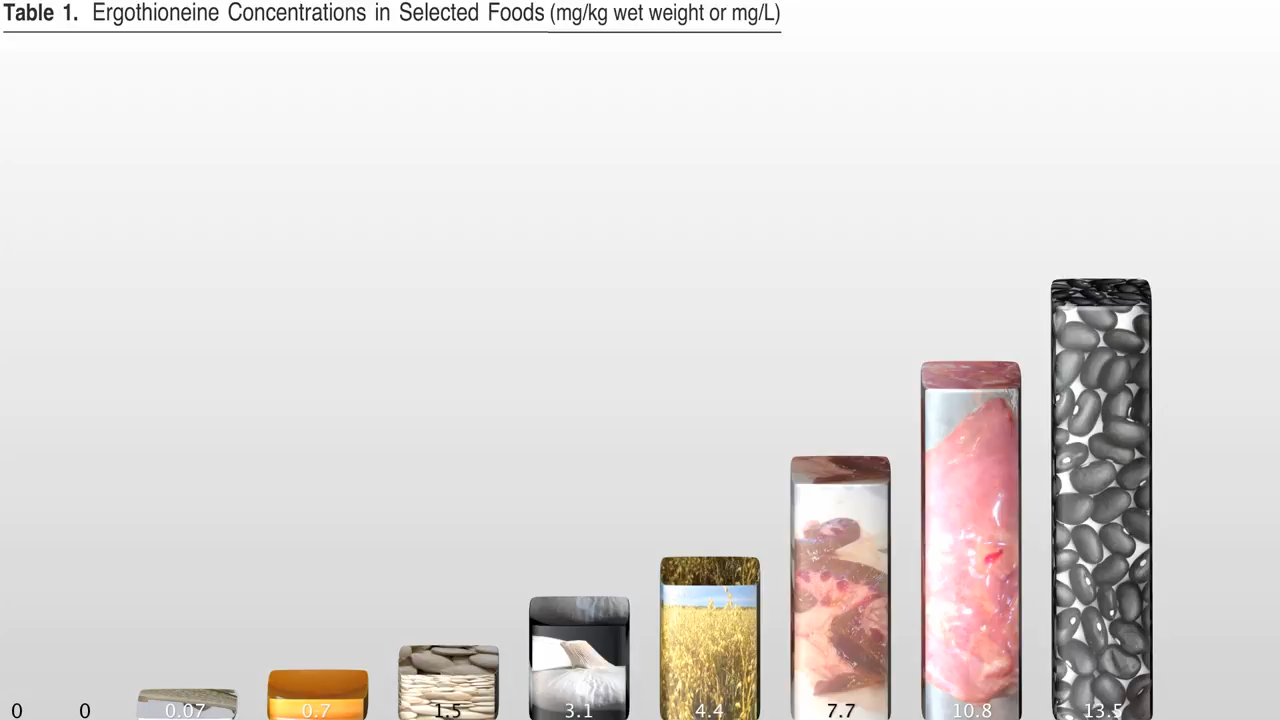 Table 1. Ergothioneine Concentrations in Selected Foods (mg/kg wet weight or mg/L)
0 0 0.07 0.7 1.5 3.1 4.4 7.7 10.8 13.5